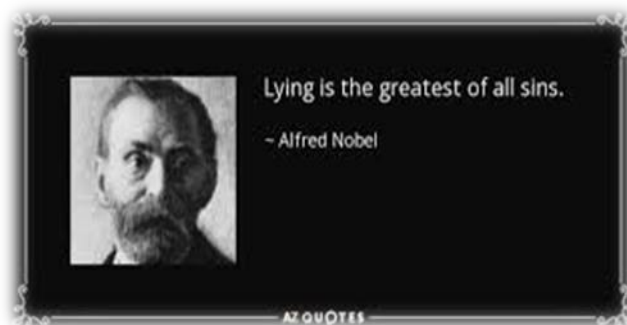 Lying is the greatest of all sins.
~ Alfred Nobel
AZ QUOTES